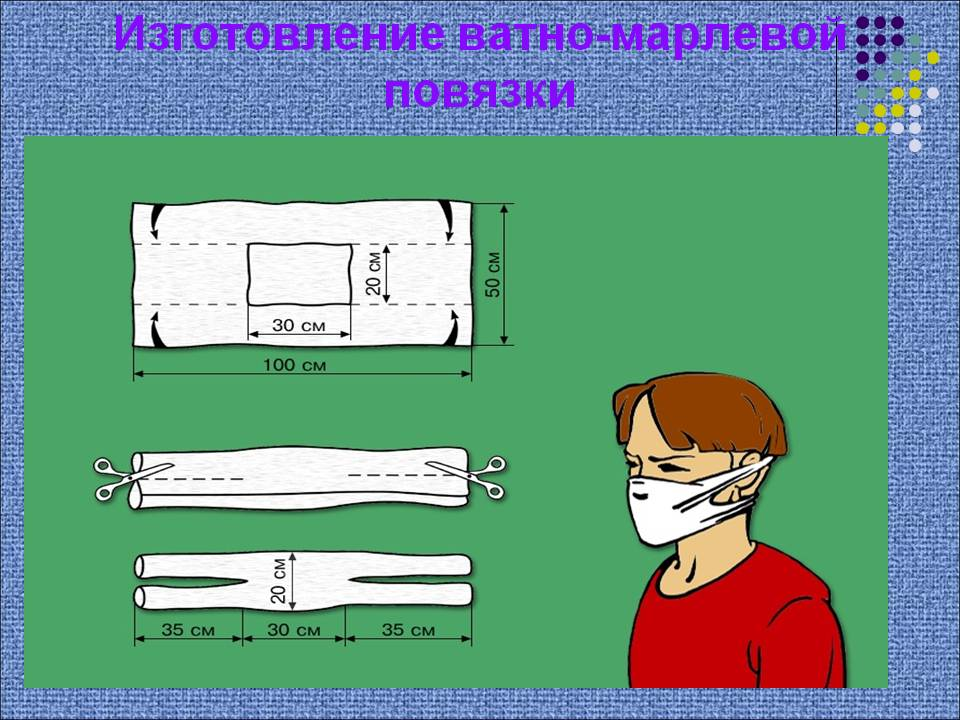 Изготовление ватно-марлевой
повязки
20 см
50 см
30 см
100 см
20 см
35 см
30 см
35 см